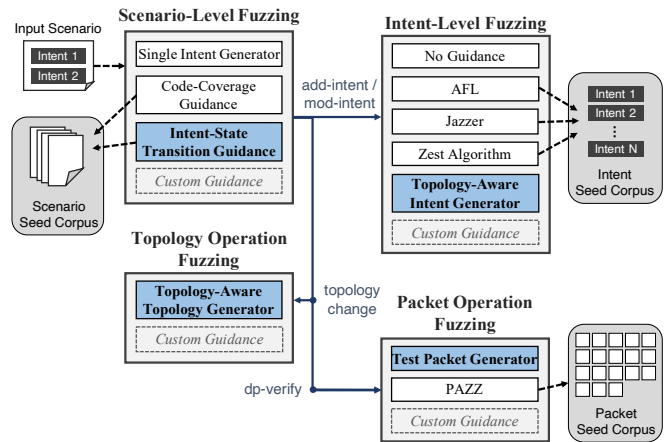 Scenario-Level Fuzzing
Input Scenario
Intent 1
Intent 2
Single Intent Generator
Code-Coverage
Guidance
Intent-State
Transition Guidance
Custom Guidance
Scenario
Seed Corpus
add-intent /
mod-intent
Intent-Level Fuzzing
No Guidance
AFL
Jazzer
Zest Algorithm
Topology-Aware
Intent Generator
Custom Guidance
Intent 1
Intent 2
Intent N
Intent
Seed Corpus
Topology Operation
Fuzzing
Topology-Aware
Topology Generator
Custom Guidance
topology
change
dp-verify
Packet Operation
Fuzzing
Test Packet Generator
PAZZ
Custom Guidance
Packet
Seed Corpus